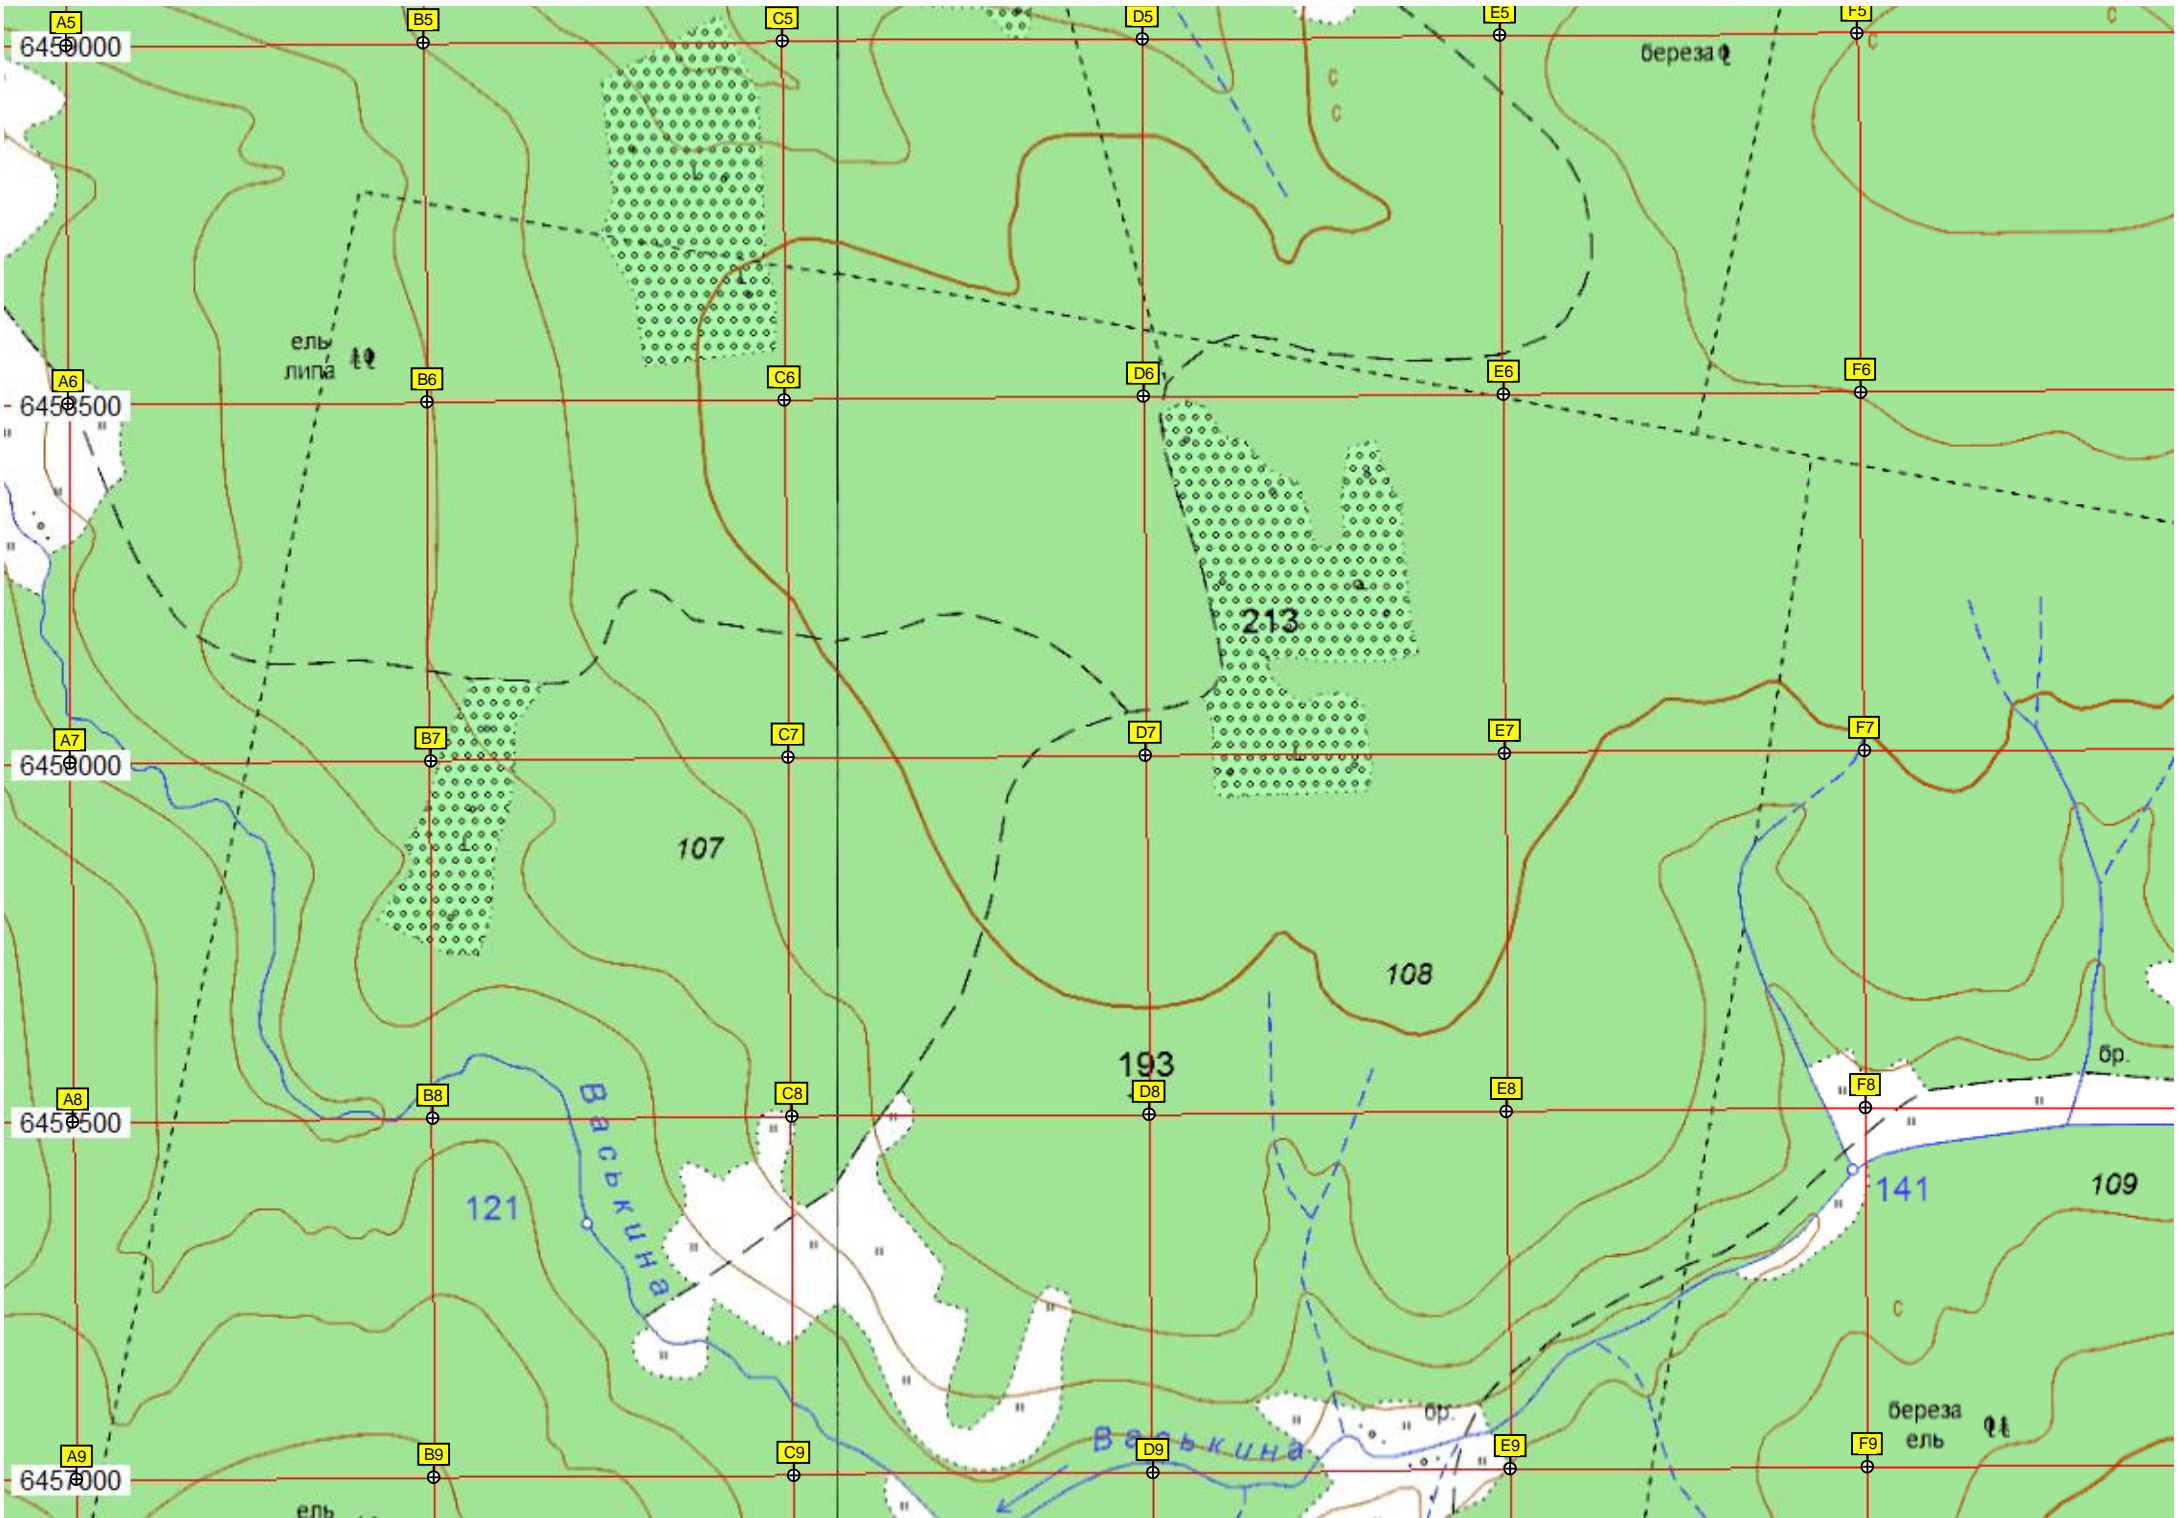 A5
B5
C5
D5
E5
F5
6459000
береза
с
с
с
с
ель
липа
A6
B6
C6
D6
E6
F6
6458500
213
A7
B7
C7
D7
E7
F7
6458000
107
108
193
бр.
A8
B8
C8
D8
E8
F8
6457500
Васькина
121
141
109
с
береза
ель
бр.
Васькина
A9
B9
C9
D9
E9
F9
6457000
ель